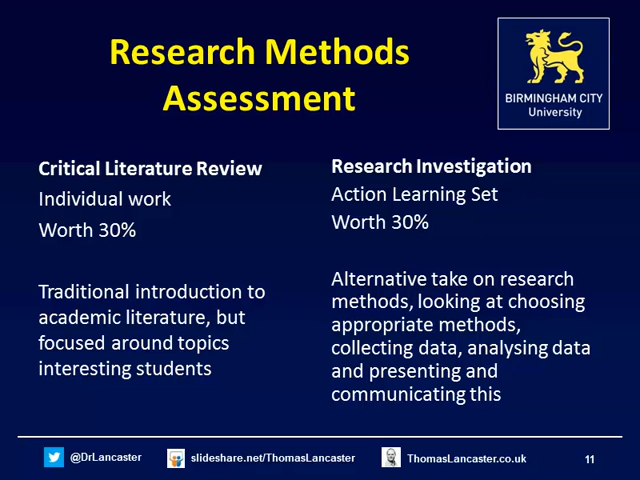 Research Methods
Assessment
BIRMINGHAM CITY
University
Critical Literature Review
Individual work
Worth 30%
Traditional introduction to
academic literature, but
focused around topics
interesting students
Research Investigation
Action Learning Set
Worth 30%
Alternative take on research
methods, looking at choosing
appropriate methods,
collecting data, analysing data
and presenting and
communicating this
@DrLancaster
slideshare.net/ThomasLancaster
ThomasLancaster.co.uk
11